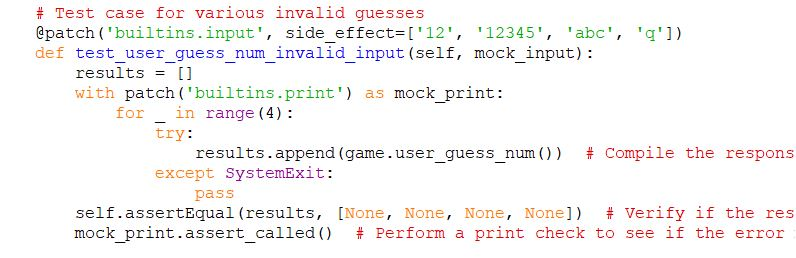 # Test case for various invalid guesses
@patch('builtins.input', side_effect=['12', '12345', 'abc', 'q'])
def test_user_guess_num_invalid_input(self, mock_input):
    results = []
    with patch('builtins.print') as mock_print:
        for _ in range(4):
            try:
                results.append(game.user_guess_num())  # Compile the respons
            except SystemExit:
                pass
    self.assertEqual(results, [None, None, None, None])  # Verify if the res
    mock_print.assert_called()  # Perform a print check to see if the error